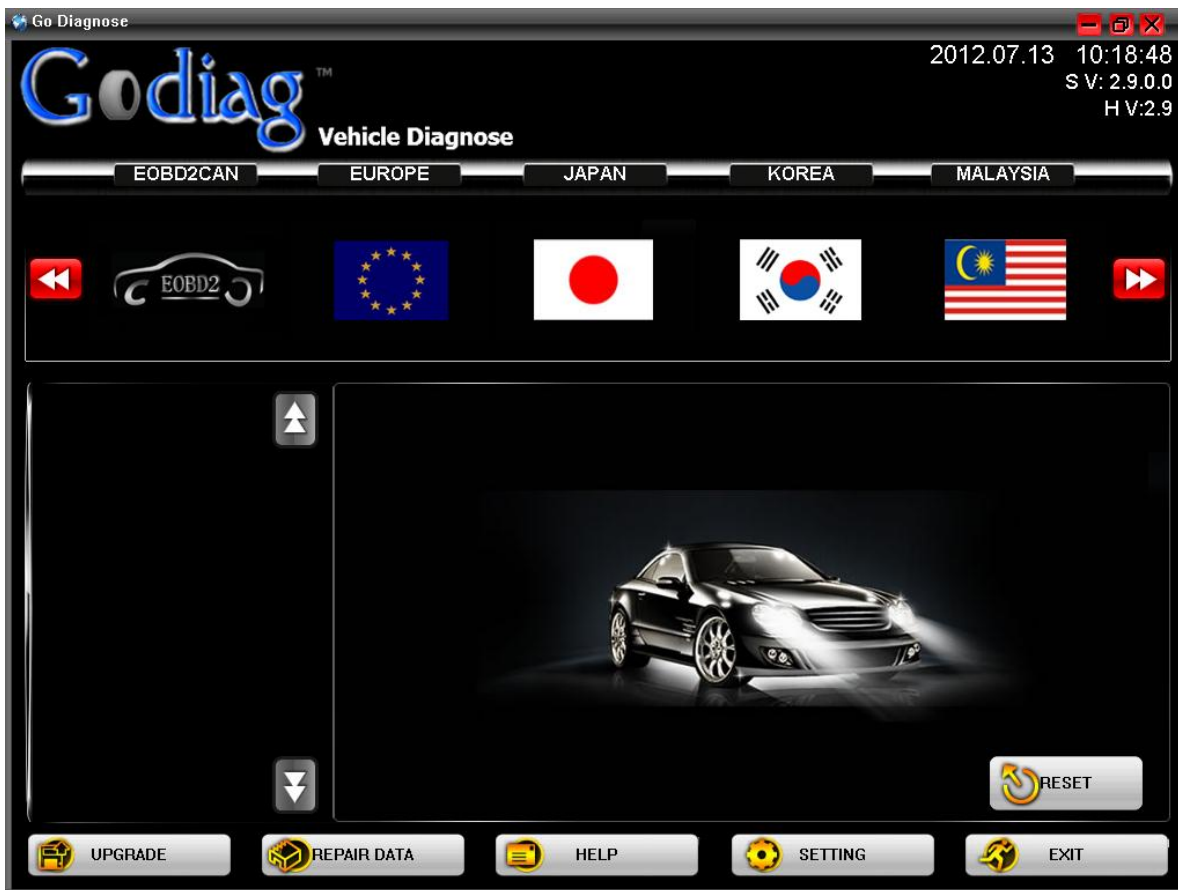 Go Diagnose
Godiag™
Vehicle Diagnose
2012.07.13 10:18:48
S V: 2.9.0.0
H V:2.9
EOBD2CAN EUROPE JAPAN KOREA MALAYSIA
EOBD2
RESET
UPGRADE REPAIR DATA HELP SETTING EXIT